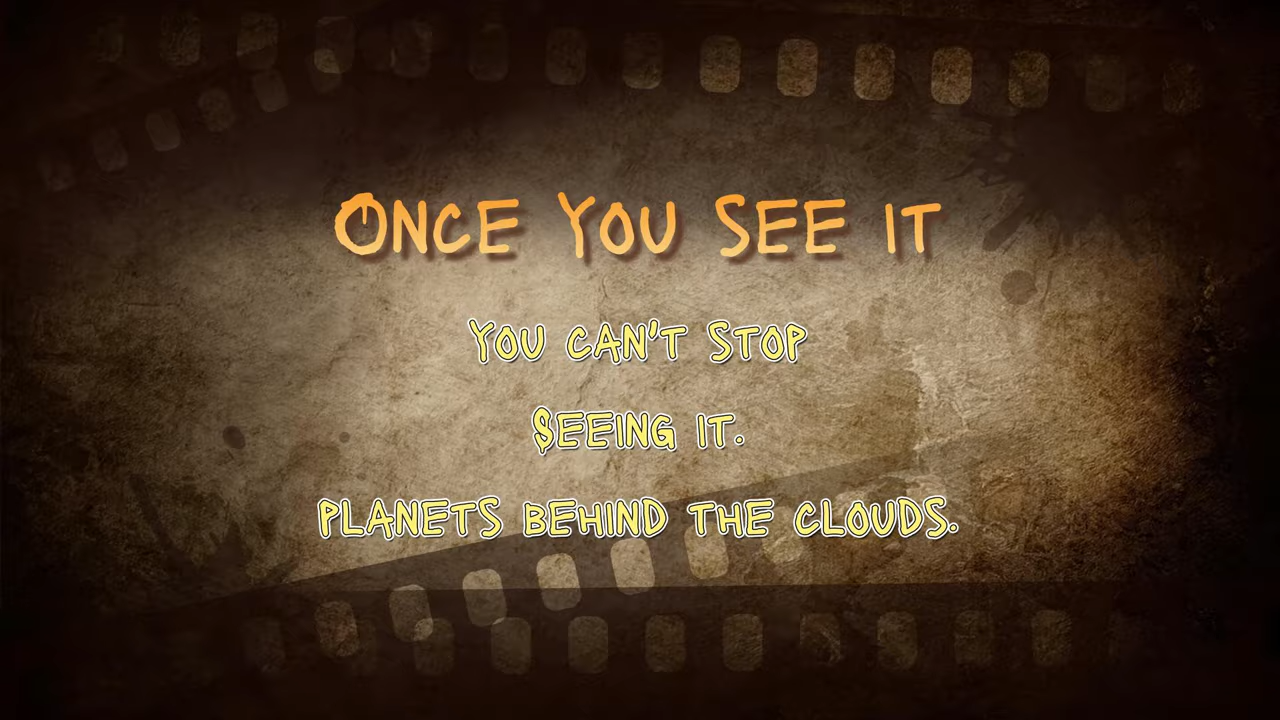 Once You See it
You can't Stop
Seeing it.
Planets behind the clouds.